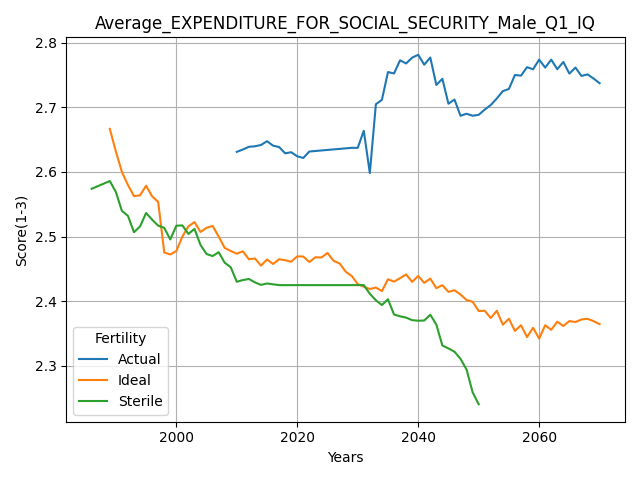 Average_EXPENDITURE_FOR_SOCIAL_SECURITY_Male_Q1_IQ
2.8
2.7
2.6
2.5
2.4
2.3
Score(1-3)
Fertility
Actual
Ideal
Sterile
2000 2020 2040 2060
Years